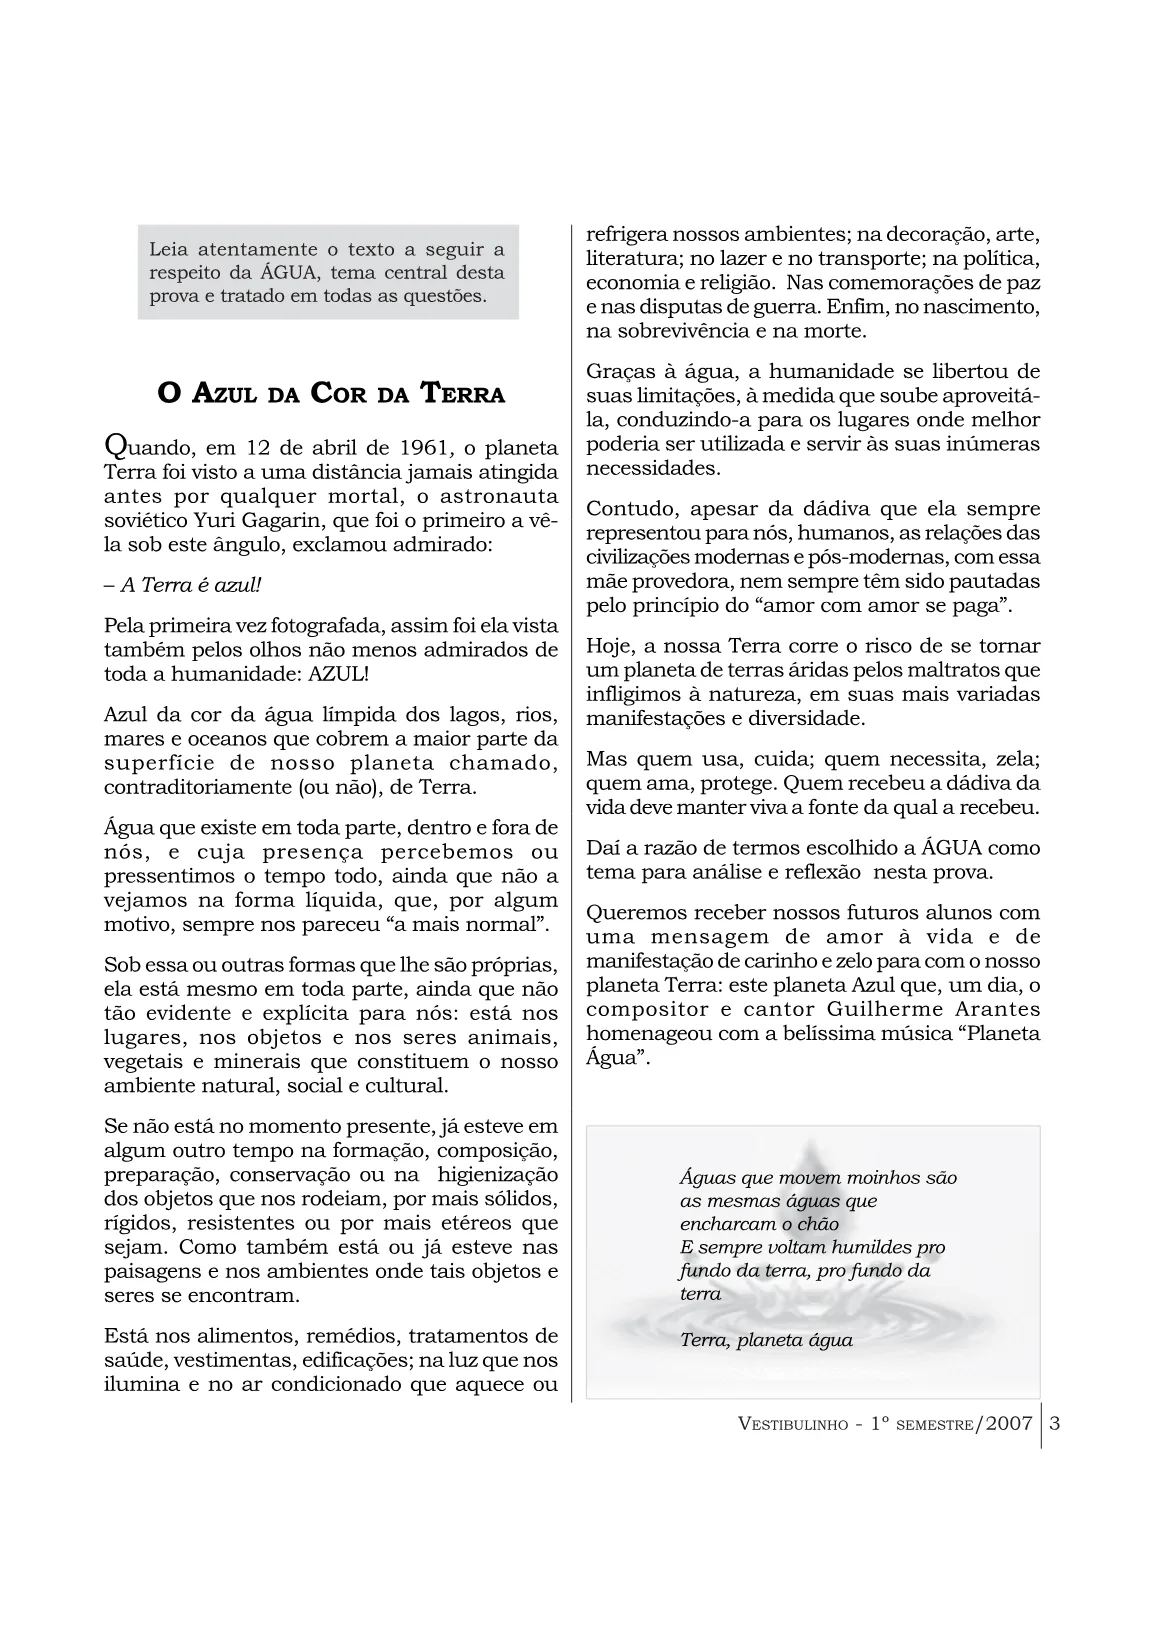 Leia atentamente o texto a seguir a
respeito da ÁGUA, tema central desta
prova e tratado em todas as questões.
O AZUL DA COR DA TERRA
Quando, em 12 de abril de 1961, o planeta
Terra foi visto a uma distância jamais atingida
antes por qualquer mortal, o astronauta
soviético Yuri Gagarin, que foi o primeiro a vê-
la sob este ângulo, exclamou admirado:
– A Terra é azul!
Pela primeira vez fotografada, assim foi ela vista
também pelos olhos não menos admirados de
toda a humanidade: AZUL!
Azul da cor da água límpida dos lagos, rios,
mares e oceanos que cobrem a maior parte da
superfície de nosso planeta chamado,
contraditoriamente (ou não), de Terra.
Água que existe em toda parte, dentro e fora de
nós, e cuja presença percebemos ou
pressentimos o tempo todo, ainda que não a
vejamos na forma líquida, que, por algum
motivo, sempre nos pareceu “a mais normal”.
Sob essa ou outras formas que lhe são próprias,
ela está mesmo em toda parte, ainda que não
tão evidente e explícita para nós: está nos
lugares, nos objetos e nos seres animais,
vegetais e minerais que constituem o nosso
ambiente natural, social e cultural.
Se não está no momento presente, já esteve em
algum outro tempo na formação, composição,
preparação, conservação ou na higienização
dos objetos que nos rodeiam, por mais sólidos,
rígidos, resistentes ou por mais etéreos que
sejam. Como também está ou já esteve nas
paisagens e nos ambientes onde tais objetos e
seres se encontram.
Está nos alimentos, remédios, tratamentos de
saúde, vestimentas, edificações; na luz que nos
ilumina e no ar condicionado que aquece ou
refrigera nossos ambientes; na decoração, arte,
literatura; no lazer e no transporte; na política,
economia e religião. Nas comemorações de paz
e nas disputas de guerra. Enfim, no nascimento,
na sobrevivência e na morte.
Graças à água, a humanidade se libertou de
suas limitações, à medida que soube aproveitá-
la, conduzindo-a para os lugares onde melhor
poderia ser utilizada e servir às suas inúmeras
necessidades.
Contudo, apesar da dádiva que ela sempre
representou para nós, humanos, as relações das
civilizações modernas e pós-modernas, com essa
mãe provedora, nem sempre têm sido pautadas
pelo princípio do “amor com amor se paga”.
Hoje, a nossa Terra corre o risco de se tornar
um planeta de terras áridas pelos maltratos que
infligimos à natureza, em suas mais variadas
manifestações e diversidade.
Mas quem usa, cuida; quem necessita, zela;
quem ama, protege. Quem recebeu a dádiva da
vida deve manter viva a fonte da qual a recebeu.
Daí a razão de termos escolhido a ÁGUA como
tema para análise e reflexão nesta prova.
Queremos receber nossos futuros alunos com
uma mensagem de amor à vida e de
manifestação de carinho e zelo para com o nosso
planeta Terra: este planeta Azul que, um dia, o
compositor e cantor Guilherme Arantes
homenageou com a belíssima música “Planeta
Água”.
Águas que movem moinhos são
as mesmas águas que
encharcam o chão
E sempre voltam humildes pro
fundo da terra, pro fundo da
terra
Terra, planeta água
VESTIBULINHO - 1º SEMESTRE/2007 3